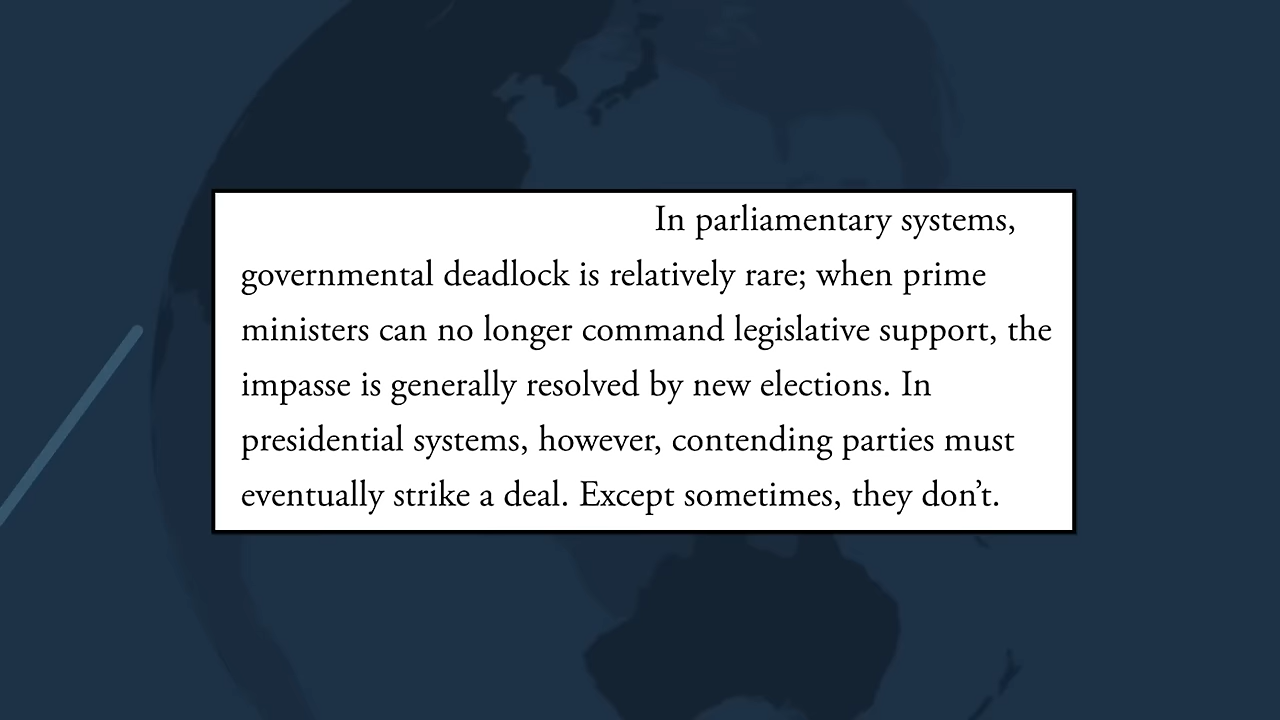 In parliamentary systems,
governmental deadlock is relatively rare; when prime
ministers can no longer command legislative support, the
impasse is generally resolved by new elections. In
presidential systems, however, contending parties must
eventually strike a deal. Except sometimes, they don’t.